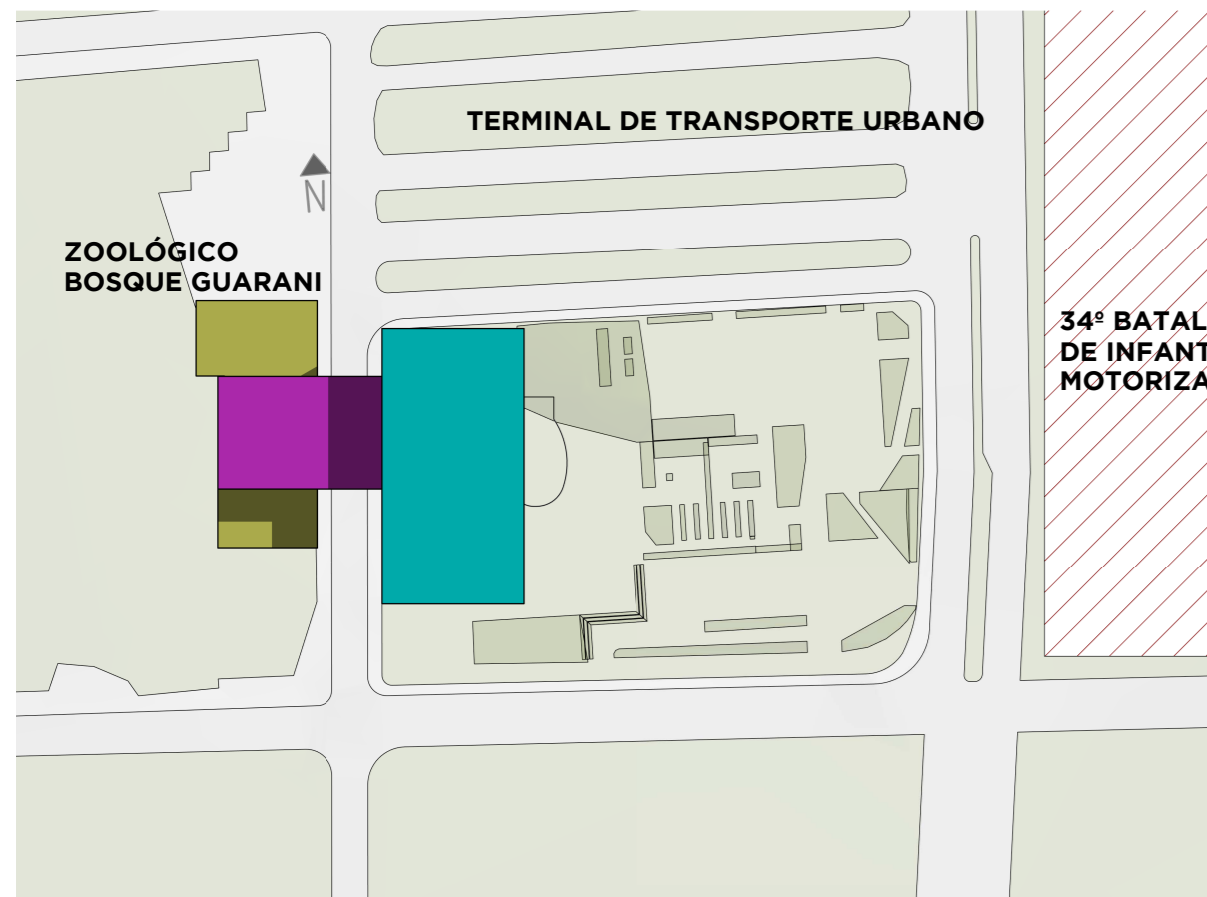 TERMINAL DE TRANSPORTE URBANO
N
ZOOLÓGICO
BOSQUE GUARANI
34º BATAL
DE INFANT
MOTORIZA